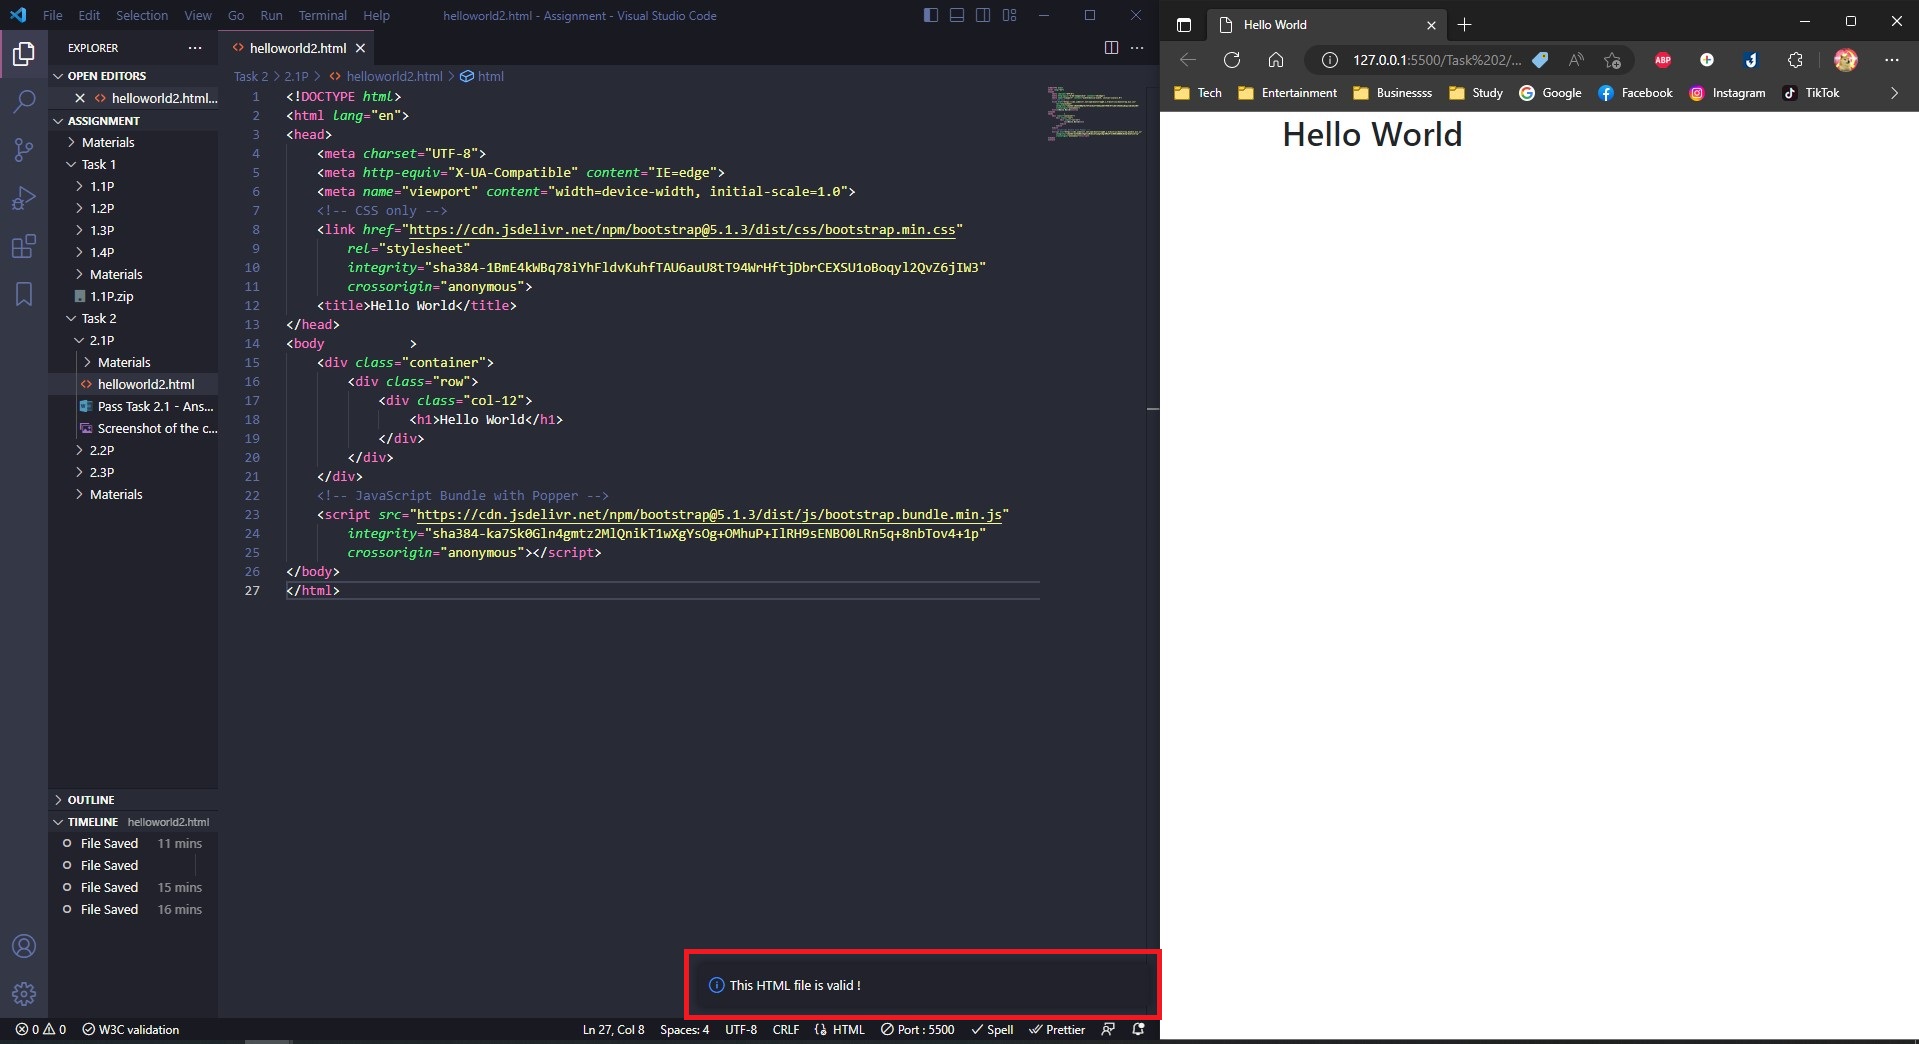 File Edit Selection View Go Run Terminal Help
helloworld2.html - Assignment - Visual Studio Code
EXPLORER
OPEN EDITORS
helloworld2.html...
ASSIGNMENT
Materials
Task 1
1.1P
1.2P
1.3P
1.4P
Materials
1.1P.zip
Task 2
2.1P
Materials
helloworld2.html
Pass Task 2.1 - Ans...
Screenshot of the c...
2.2P
2.3P
Materials
OUTLINE
TIMELINE helloworld2.html
File Saved 11 mins
File Saved
File Saved 15 mins
File Saved 16 mins
helloworld2.html
Task 2 > 2.1P > helloworld2.html > html
1 <!DOCTYPE html>
2 <html lang="en">
3 <head>
4 <meta charset="UTF-8">
5 <meta http-equiv="X-UA-Compatible" content="IE=edge">
6 <meta name="viewport" content="width=device-width, initial-scale=1.0">
7 <!-- CSS only -->
8 <link href="https://cdn.jsdelivr.net/npm/bootstrap@5.1.3/dist/css/bootstrap.min.css"
9 rel="stylesheet"
10 integrity="sha384-1BmE4kWBq78iYhFldvKuhfTAU6auU8tT94WrHftjDbrCEXSU1oBoqyl2QvZ6jIW3"
11 crossorigin="anonymous">
12 <title>Hello World</title>
13 </head>
14 <body >
15 <div class="container">
16 <div class="row">
17 <div class="col-12">
18 <h1>Hello World</h1>
19 </div>
20 </div>
21 </div>
22 <!-- JavaScript Bundle with Popper -->
23 <script src="https://cdn.jsdelivr.net/npm/bootstrap@5.1.3/dist/js/bootstrap.bundle.min.js"
24 integrity="sha384-ka7Sk0Gln4gmtz2MlQnikT1wXgYsOg+OMhuP+IlRH9sENBO0LRn5q+8nbTov4+1p"
25 crossorigin="anonymous"></script>
26 </body>
27 </html>
This HTML file is valid !
0 0 W3C validation
Ln 27, Col 8 Spaces: 4 UTF-8 CRLF HTML Port : 5500 Spell Prettier
Hello World
127.0.0.1:5500/Task%202/...
ABP
Tech Entertainment Businessss Study Google Facebook Instagram TikTok
Hello World